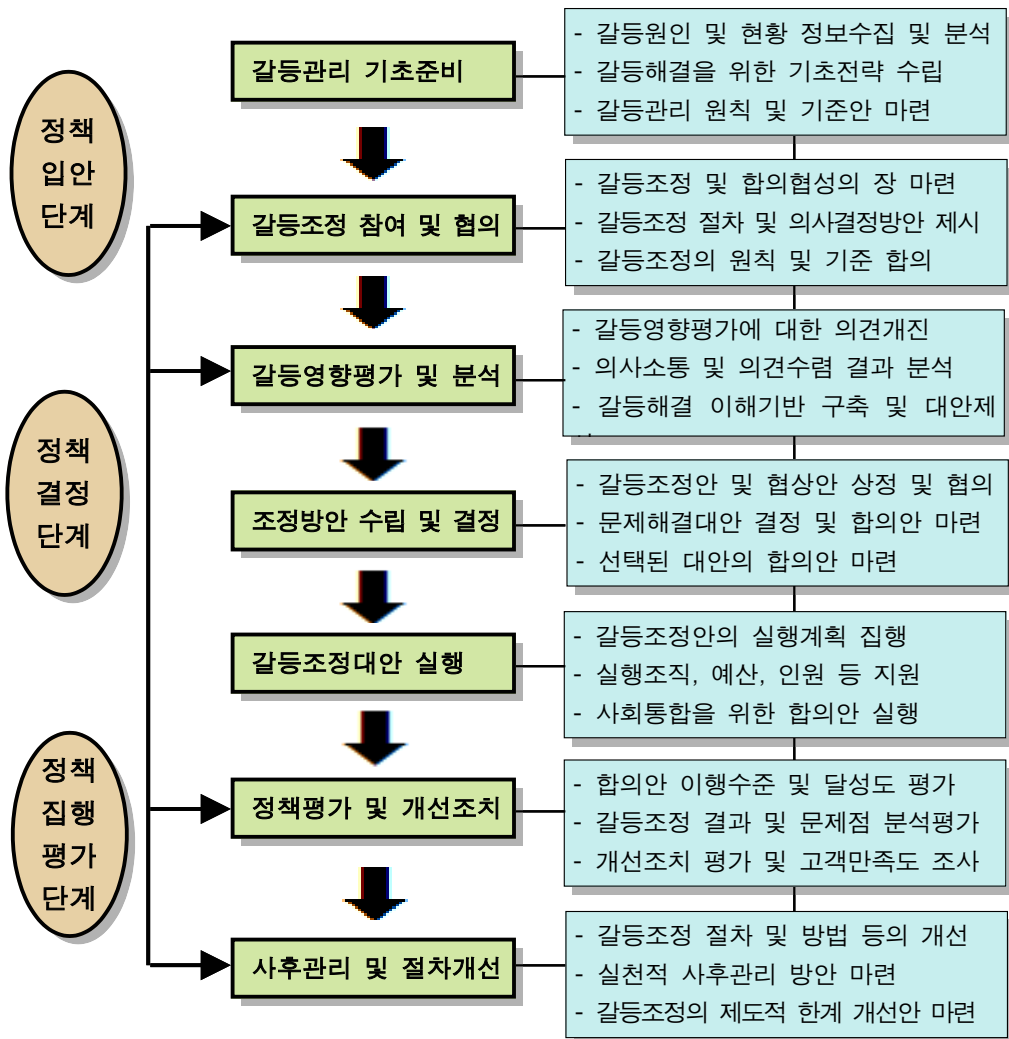 정책
입안
단계
갈등관리 기초준비
- 갈등원인 및 현황 정보수집 및 분석
- 갈등해결을 위한 기초전략 수립
- 갈등관리 원칙 및 기준안 마련
갈등조정 참여 및 협의
- 갈등조정 및 합의협성의 장 마련
- 갈등조정 절차 및 의사결정방안 제시
- 갈등조정의 원칙 및 기준 합의
갈등영향평가 및 분석
- 갈등영향평가에 대한 의견개진
- 의사소통 및 의견수렴 결과 분석
- 갈등해결 이해기반 구축 및 대안제
정책
결정
단계
조정방안 수립 및 결정
- 갈등조정안 및 협상안 상정 및 협의
- 문제해결대안 결정 및 합의안 마련
- 선택된 대안의 합의안 마련
갈등조정대안 실행
- 갈등조정안의 실행계획 집행
- 실행조직, 예산, 인원 등 지원
- 사회통합을 위한 합의안 실행
정책
집행
평가
단계
정책평가 및 개선조치
- 합의안 이행수준 및 달성도 평가
- 갈등조정 결과 및 문제점 분석평가
- 개선조치 평가 및 고객만족도 조사
사후관리 및 절차개선
- 갈등조정 절차 및 방법 등의 개선
- 실천적 사후관리 방안 마련
- 갈등조정의 제도적 한계 개선안 마련